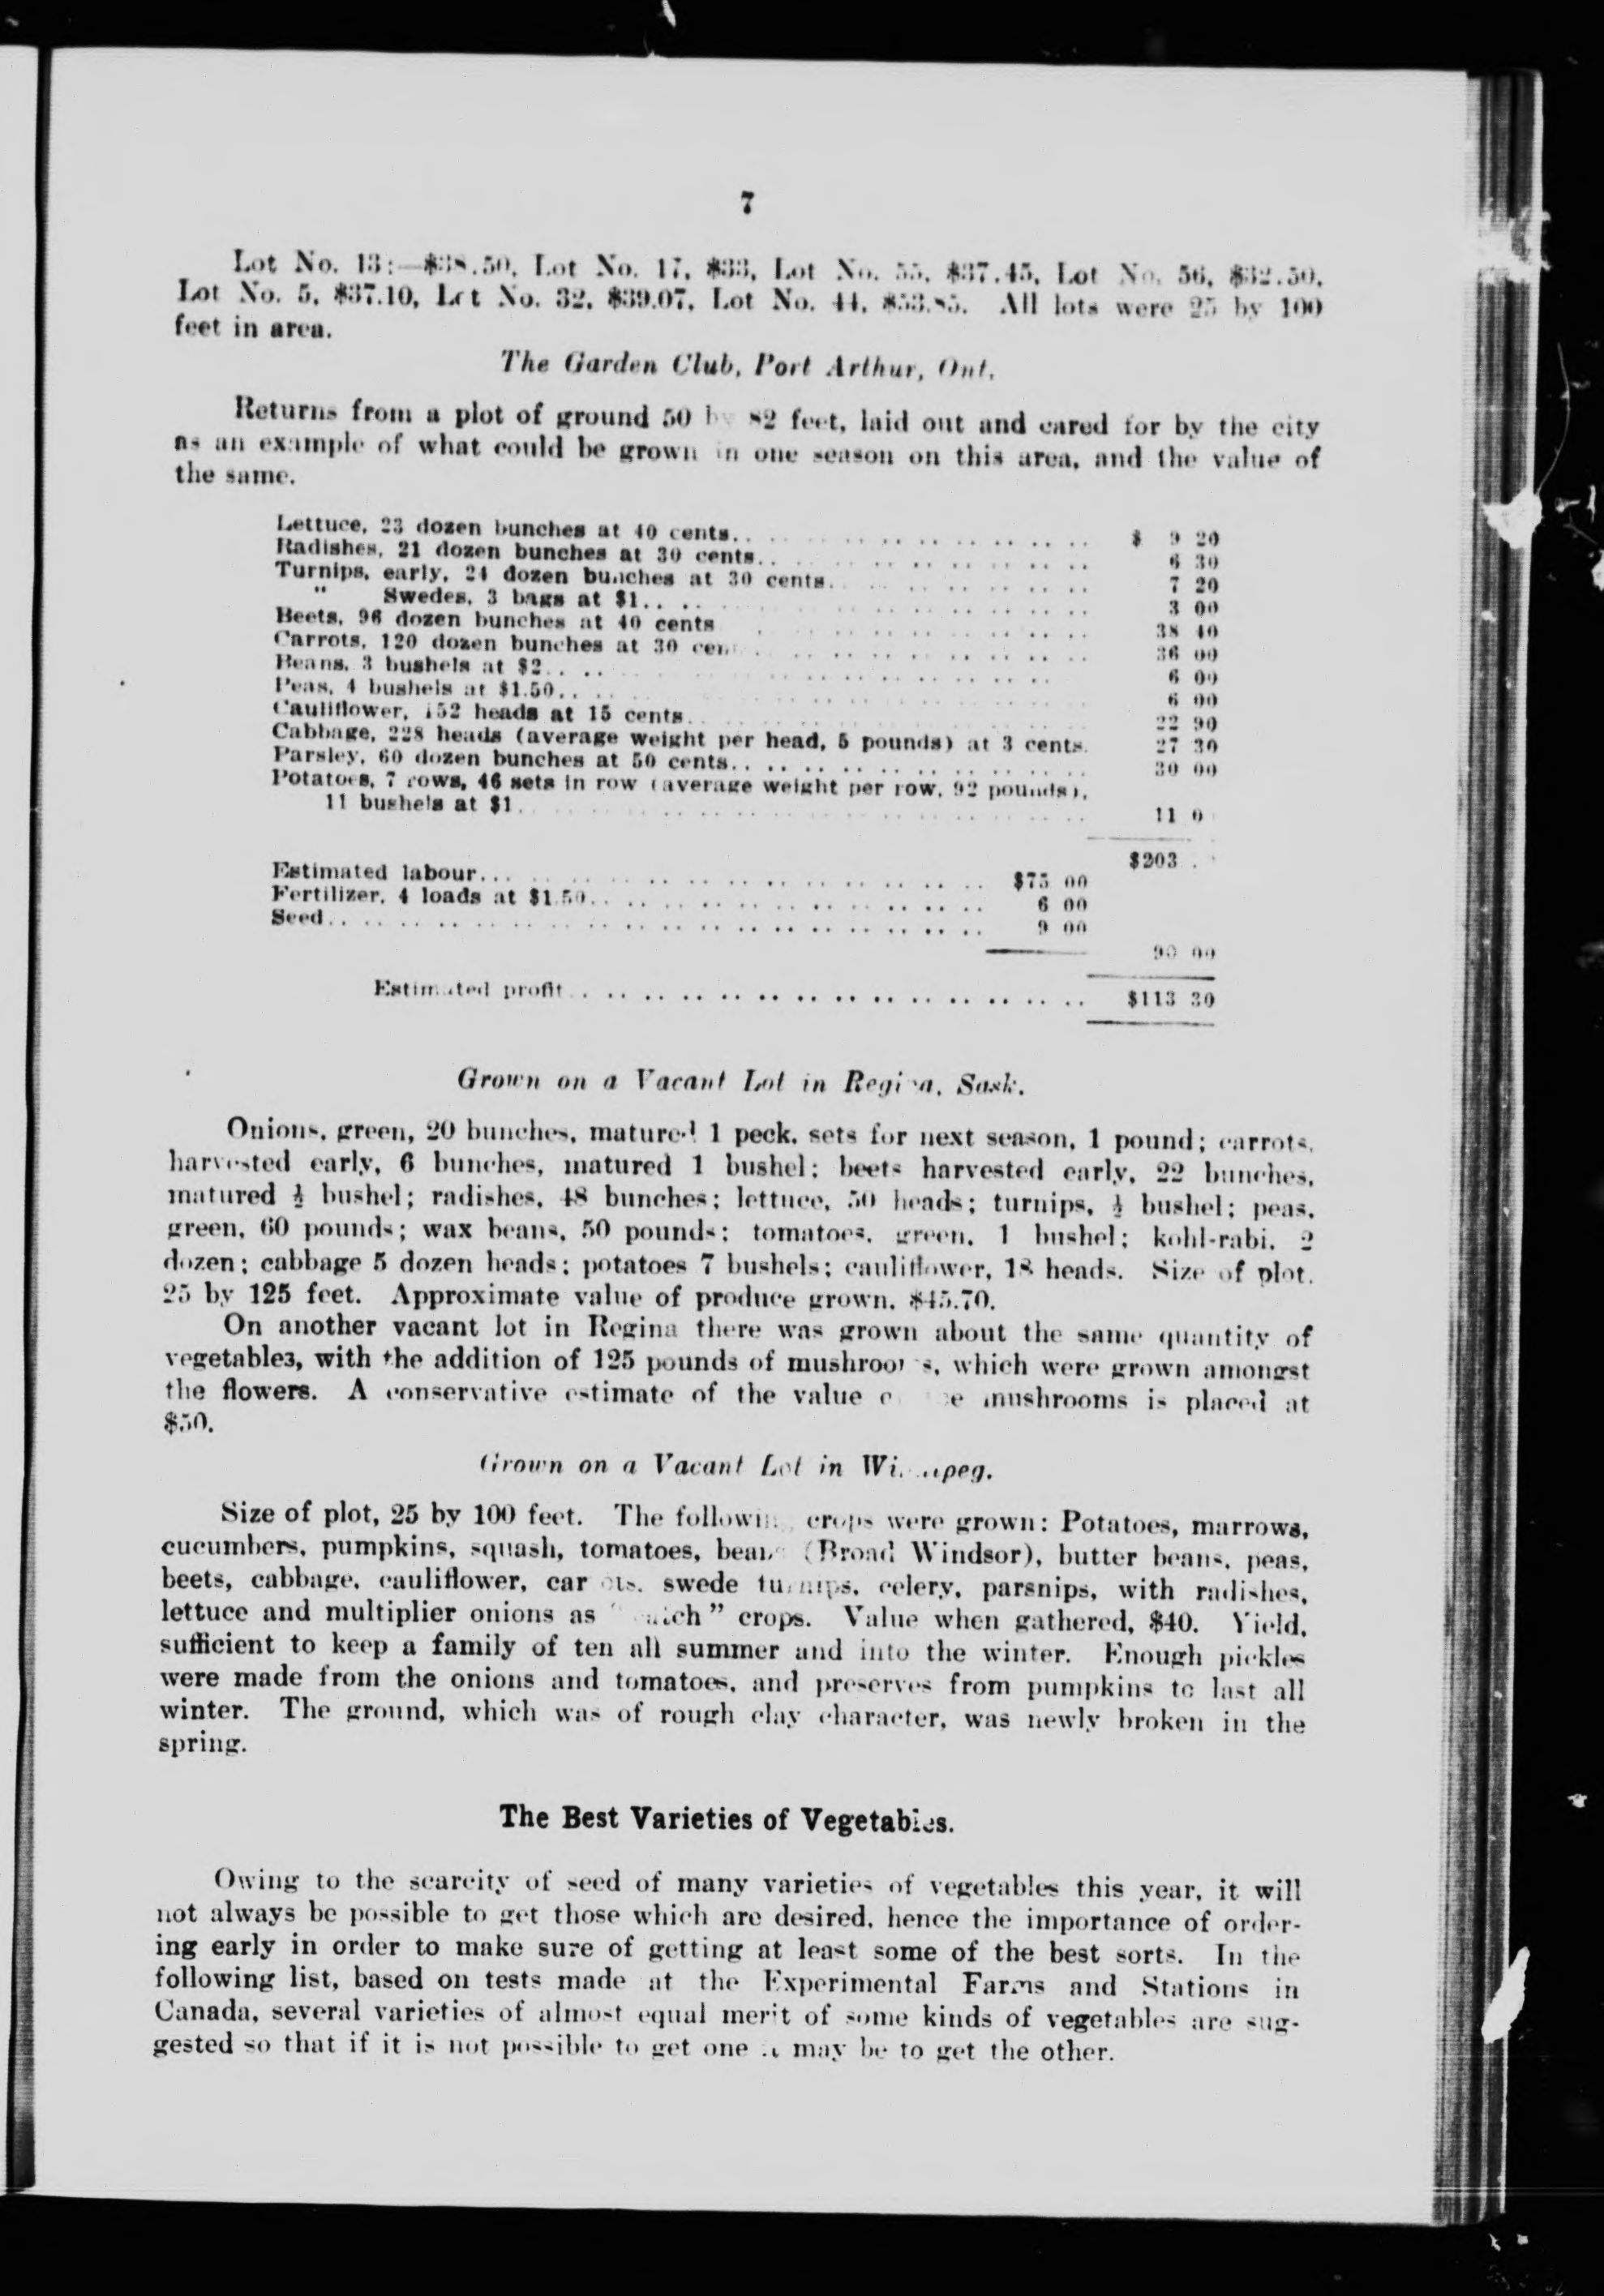 7
Lot No. 13:—$38.50, Lot No. 17, $33, Lot No. 55, $37.45, Lot No. 56, $32.50,
Lot No. 5, $37.10, Lot No. 32, $39.07, Lot No. 44, $53.85. All lots were 25 by 100
feet in area.
The Garden Club, Port Arthur, Ont.
Returns from a plot of ground 50 by 82 feet, laid out and cared for by the city
as an example of what could be grown in one season on this area, and the value of
the same.
Lettuce, 23 dozen bunches at 40 cents.. $ 9 20
Radishes, 21 dozen bunches at 30 cents.. 6 30
Turnips, early, 24 dozen bunches at 30 cents. 7 20
" Swedes, 3 bags at $1.. 3 00
Beets, 96 dozen bunches at 40 cents 38 40
Carrots, 120 dozen bunches at 30 36 00
Beans, 3 bushels at $2.. 6 00
Peas, 4 bushels at $1.50.. 6 00
Cauliflower, 152 heads at 15 cents. 22 90
Cabbage, 228 heads (average weight per head, 5 pounds) at 3 cents. 27 30
Parsley, 60 dozen bunches at 50 cents.. 30 00
Potatoes, 7 rows, 46 sets in row (average weight per row, 92 pounds),
11 bushels at $1. 11 0
$203
Estimated labour.. $75 00
Fertilizer, 4 loads at $1.50.. 6 00
Seed.. 9 00
90 00
Estimated profit.. $113 30
Grown on a Vacant Lot in Regina, Sask.
Onions, green, 20 bunches, matured 1 peck, sets for next season, 1 pound; carrots,
harvested early, 6 bunches, matured 1 bushel; beets harvested early, 22 bunches,
matured ½ bushel; radishes, 48 bunches; lettuce, 50 heads; turnips, ½ bushel; peas,
green, 60 pounds; wax beans, 50 pounds; tomatoes, green, 1 bushel; kohl-rabi, 2
dozen; cabbage 5 dozen heads; potatoes 7 bushels; cauliflower, 18 heads. Size of plot,
25 by 125 feet. Approximate value of produce grown, $45.70.
On another vacant lot in Regina there was grown about the same quantity of
vegetables, with the addition of 125 pounds of mushrooms, which were grown amongst
the flowers. A conservative estimate of the value mushrooms is placed at
$50.
Grown on a Vacant Lot in Winnipeg.
Size of plot, 25 by 100 feet. The following crops were grown: Potatoes, marrows,
cucumbers, pumpkins, squash, tomatoes, beans (Broad Windsor), butter beans, peas,
beets, cabbage, cauliflower, carrots, swede turnips, celery, parsnips, with radishes,
lettuce and multiplier onions as "catch" crops. Value when gathered, $40. Yield,
sufficient to keep a family of ten all summer and into the winter. Enough pickles
were made from the onions and tomatoes, and preserves from pumpkins to last all
winter. The ground, which was of rough clay character, was newly broken in the
spring.
The Best Varieties of Vegetables.
Owing to the scarcity of seed of many varieties of vegetables this year, it will
not always be possible to get those which are desired, hence the importance of order-
ing early in order to make sure of getting at least some of the best sorts. In the
following list, based on tests made at the Experimental Farms and Stations in
Canada, several varieties of almost equal merit of some kinds of vegetables are sug-
gested so that if it is not possible to get one it may be to get the other.